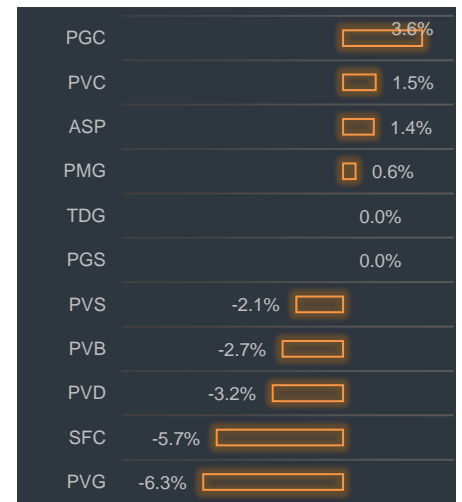 PGC 3.6%
PVC 1.5%
ASP 1.4%
PMG 0.6%
TDG 0.0%
PGS 0.0%
PVS -2.1%
PVB -2.7%
PVD -3.2%
SFC -5.7%
PVG -6.3%